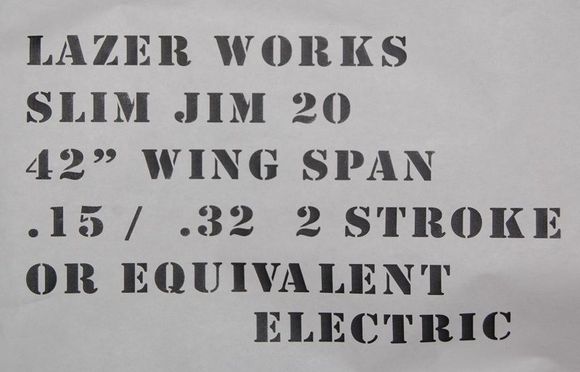 LAZER WORKS
SLIM JIM 20
42” WING SPAN
.15 / .32 2 STROKE
OR EQUIVALENT
ELECTRIC